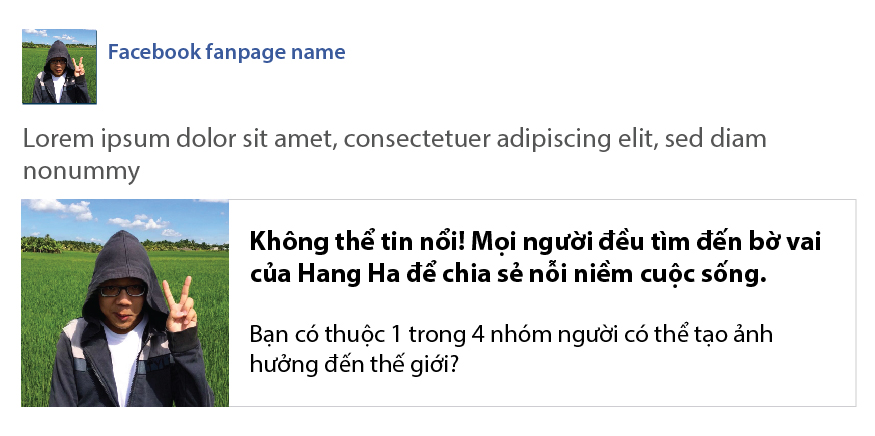 Facebook fanpage name
Lorem ipsum dolor sit amet, consectetuer adipiscing elit, sed diam
nonummy
Không thể tin nổi! Mọi người đều tìm đến bờ vai
của Hang Ha để chia sẻ nỗi niềm cuộc sống.
Bạn có thuộc 1 trong 4 nhóm người có thể tạo ảnh
hưởng đến thế giới?